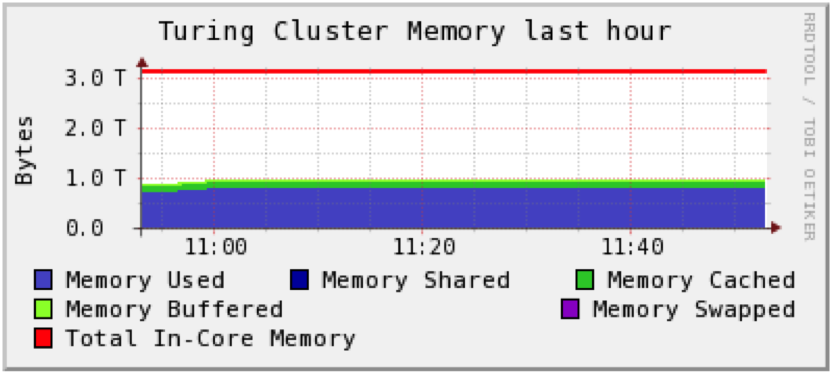 Turing Cluster Memory last hour
RRDTOOL / TOBI OETIKER
Bytes
3.0 T
2.0 T
1.0 T
0.0
11:00 11:20 11:40
Memory Used Memory Shared Memory Cached
Memory Buffered Memory Swapped
Total In-Core Memory